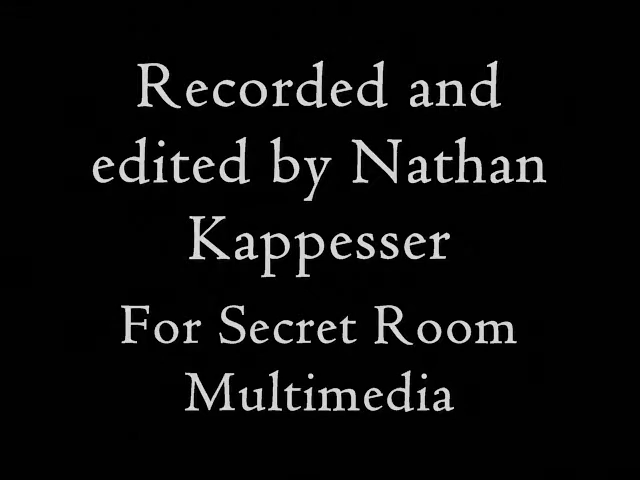 Recorded and
edited by Nathan
Kappesser
For Secret Room
Multimedia